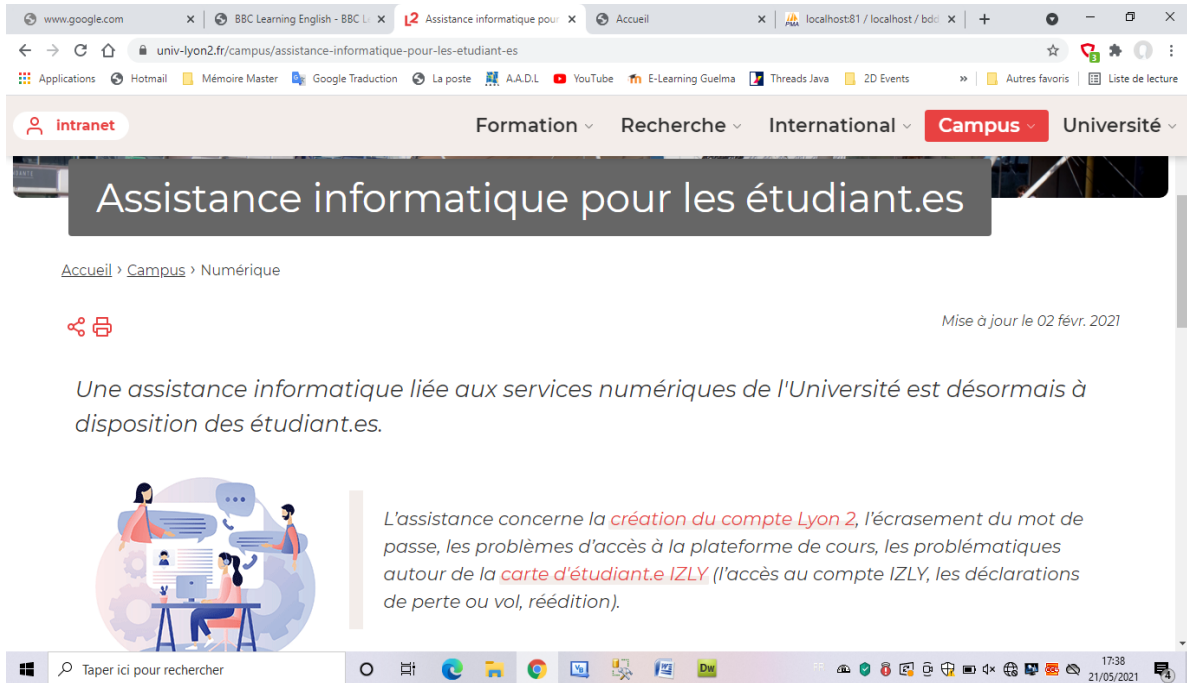 www.google.com
BBC Learning English - BBC L
L2 Assistance informatique pour
Accueil
localhost:81 / localhost / bdd
univ-lyon2.fr/campus/assistance-informatique-pour-les-etudiant-es
3
Applications Hotmail Mémoire Master Google Traduction La poste A.A.D.L YouTube E-Learning Guelma Threads Java 2D Events » Autres favoris Liste de lecture
intranet Formation Recherche International Campus Université
Assistance informatique pour les étudiant.es
Accueil › Campus › Numérique
Mise à jour le 02 févr. 2021
Une assistance informatique liée aux services numériques de l'Université est désormais à
disposition des étudiant.es.
L'assistance concerne la création du compte Lyon 2, l'écrasement du mot de
passe, les problèmes d'accès à la plateforme de cours, les problématiques
autour de la carte d'étudiant.e IZLY (l'accès au compte IZLY, les déclarations
de perte ou vol, réédition).
Taper ici pour rechercher
Dw
FR
17:38
21/05/2021
4